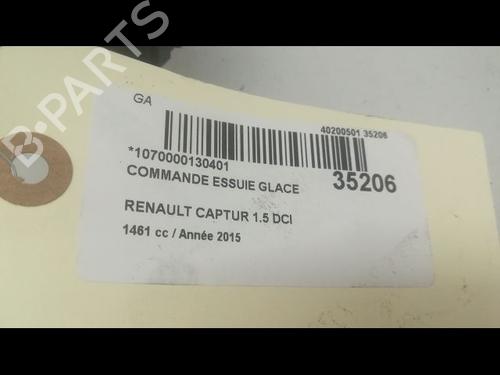 GA
40200501 35206
*1070000130401
COMMANDE ESSUIE GLACE
35206
RENAULT CAPTUR 1.5 DCI
1461 cc / Année 2015
B-PARTS